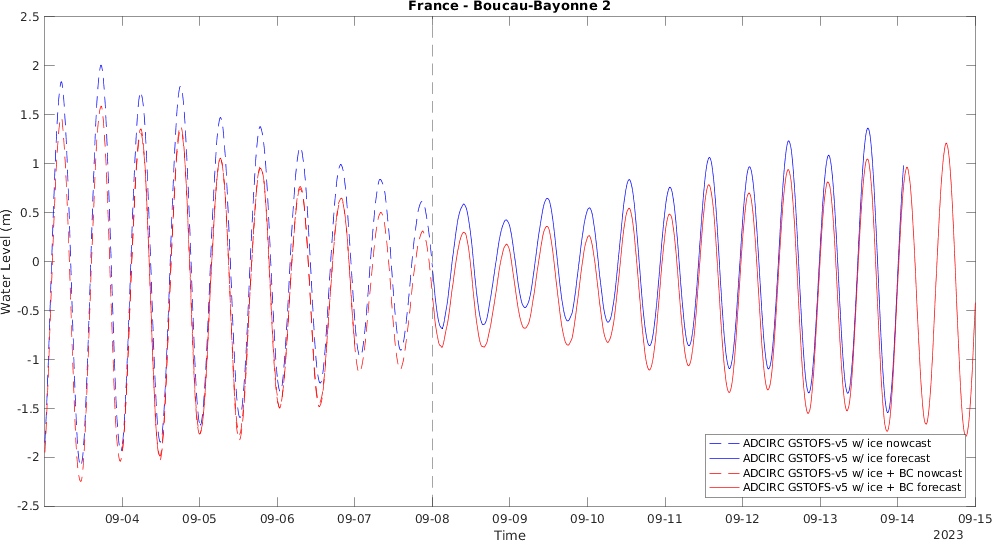 France - Boucau-Bayonne 2
2.5
2
1.5
1
0.5
0
-0.5
-1
-1.5
-2
-2.5
Water Level (m)
ADCIRC GSTOFS-v5 w/ ice nowcast
ADCIRC GSTOFS-v5 w/ ice forecast
ADCIRC GSTOFS-v5 w/ ice + BC nowcast
ADCIRC GSTOFS-v5 w/ ice + BC forecast
09-04 09-05 09-06 09-07 09-08 09-09 09-10 09-11 09-12 09-13 09-14 09-15
Time
2023